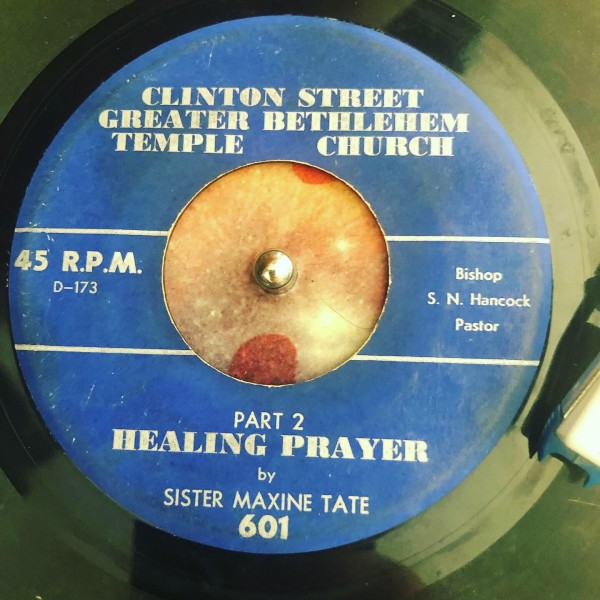 CLINTON STREET
GREATER BETHLEHEM
TEMPLE CHURCH
45 R.P.M.
D-173
Bishop
S. N. Hancock
Pastor
PART 2
HEALING PRAYER
by
SISTER MAXINE TATE
601